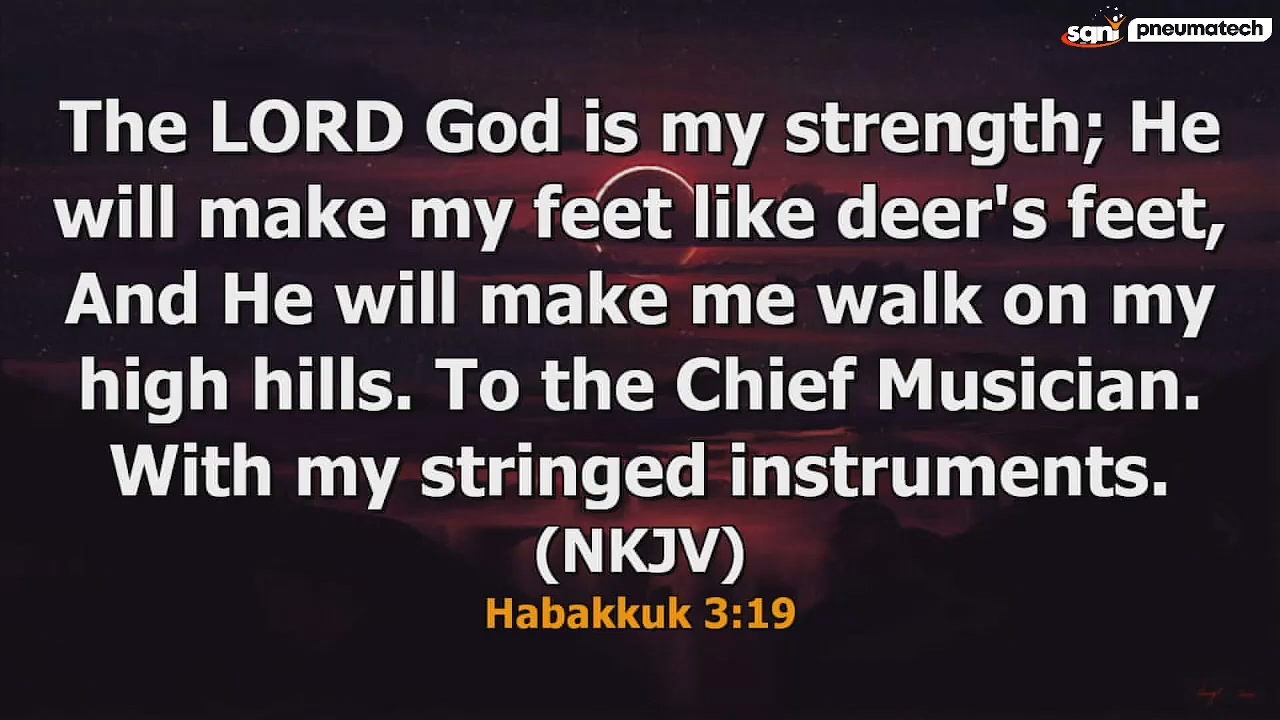 sqni pneumatech
The LORD God is my strength; He
will make my feet like deer's feet,
And He will make me walk on my
high hills. To the Chief Musician.
With my stringed instruments.
(NKJV)
Habakkuk 3:19